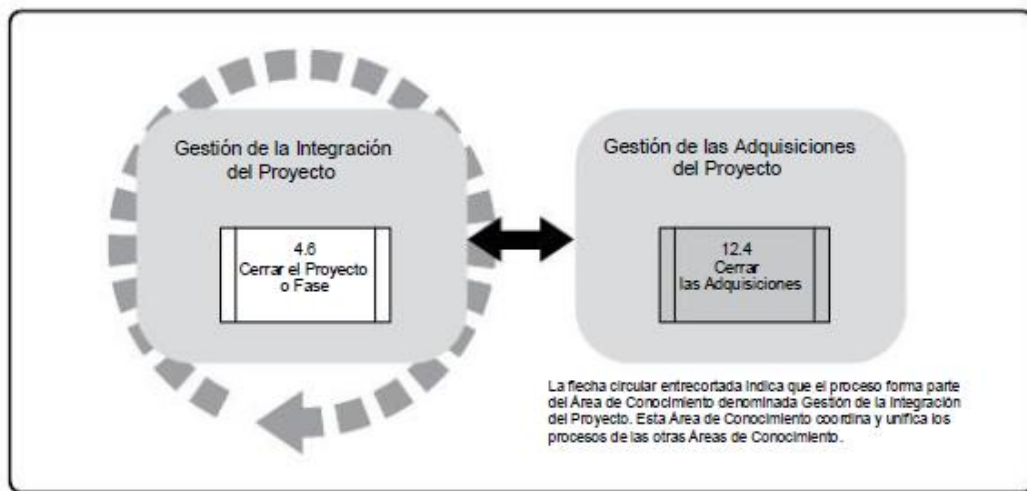 Gestión de la Integración
del Proyecto
4.6
Cerrar el Proyecto
o Fase
Gestión de las Adquisiciones
del Proyecto
12.4
Cerrar
las Adquisiciones
La flecha circular entrecortada indica que el proceso forma parte
del Área de Conocimiento denominada Gestión de la Integración
del Proyecto. Esta Área de Conocimiento coordina y unifica los
procesos de las otras Áreas de Conocimiento.